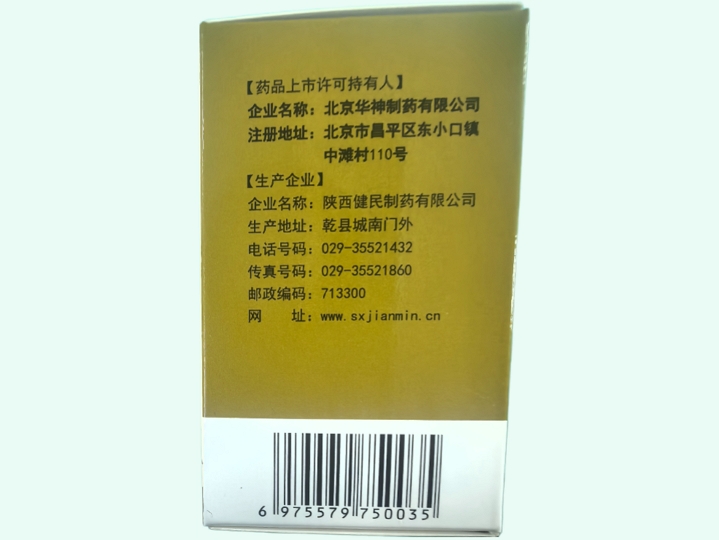 【药品上市许可持有人】
企业名称：北京华神制药有限公司
注册地址：北京市昌平区东小口镇
中滩村110号
【生产企业】
企业名称：陕西健民制药有限公司
生产地址：乾县城南门外
电话号码：029-35521432
传真号码：029-35521860
邮政编码：713300
网　　址：www.sxjianmin.cn
6 975579 750035